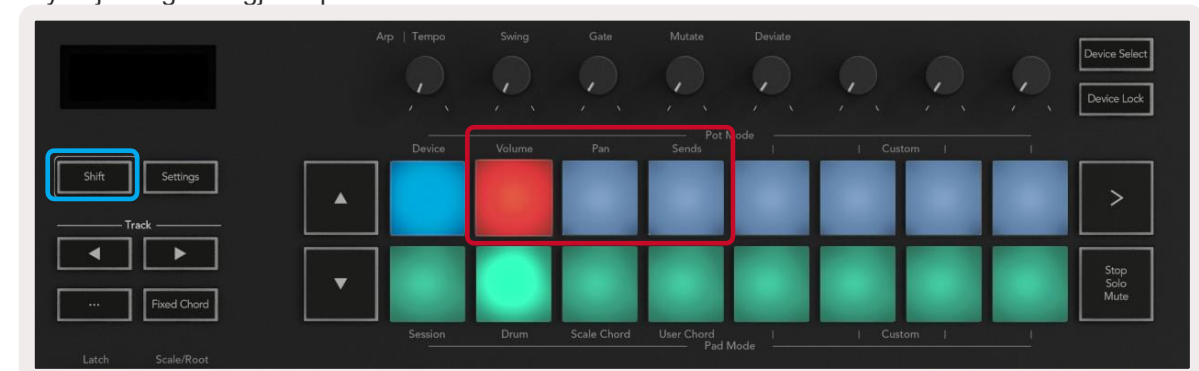 Arp | Tempo Swing Gate Mutate Deviate
Device Select
Device Lock
Pot Mode
Device Volume Pan Sends | | Custom | |
Shift Settings
Track
Stop
Solo
Mute
... Fixed Chord
Session Drum Scale Chord User Chord | | Custom | |
Pad Mode
Latch Scale/Root